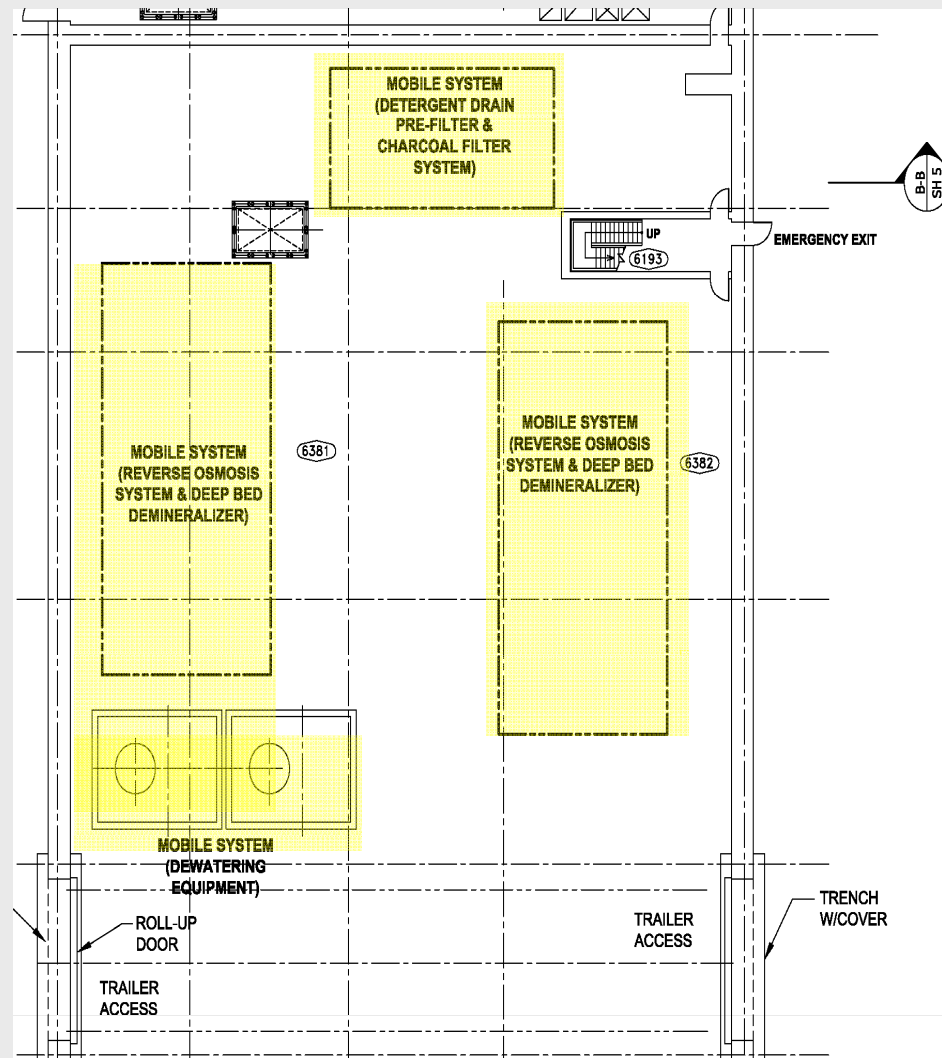 MOBILE SYSTEM
(DETERGENT DRAIN
PRE-FILTER &
CHARCOAL FILTER
SYSTEM)
B-B
SH 5
UP
6193
EMERGENCY EXIT
MOBILE SYSTEM
(REVERSE OSMOSIS
SYSTEM & DEEP BED
DEMINERALIZER)
6381
MOBILE SYSTEM
(REVERSE OSMOSIS
SYSTEM & DEEP BED
DEMINERALIZER)
6382
MOBILE SYSTEM
(DEWATERING
EQUIPMENT)
ROLL-UP
DOOR
TRAILER
ACCESS
TRAILER
ACCESS
TRENCH
W/COVER